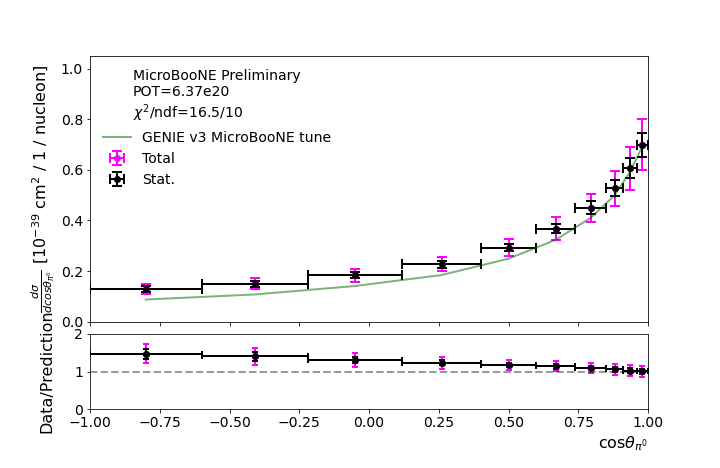 MicroBooNE Preliminary
POT=6.37e20
χ²/ndf=16.5/10
GENIE v3 MicroBooNE tune
Total
Stat.
dσ/dcosθ_π⁰ [10⁻³⁹ cm² / 1 / nucleon]
1.0
0.8
0.6
0.4
0.2
0.0
Data/Prediction
2
1
0
−1.00 −0.75 −0.50 −0.25 0.00 0.25 0.50 0.75 1.00
cosθ_π⁰